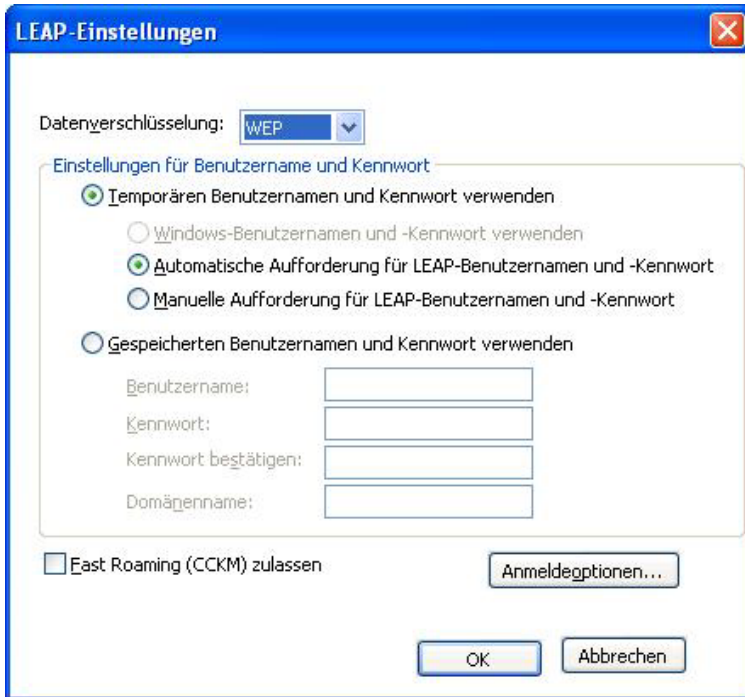 LEAP-Einstellungen
Datenverschlüsselung: WEP
Einstellungen für Benutzername und Kennwort
Temporären Benutzernamen und Kennwort verwenden
Windows-Benutzernamen und -Kennwort verwenden
Automatische Aufforderung für LEAP-Benutzernamen und -Kennwort
Manuelle Aufforderung für LEAP-Benutzernamen und -Kennwort
Gespeicherten Benutzernamen und Kennwort verwenden
Benutzername:
Kennwort:
Kennwort bestätigen:
Domänenname:
Fast Roaming (CCKM) zulassen
Anmeldeoptionen...
OK
Abbrechen